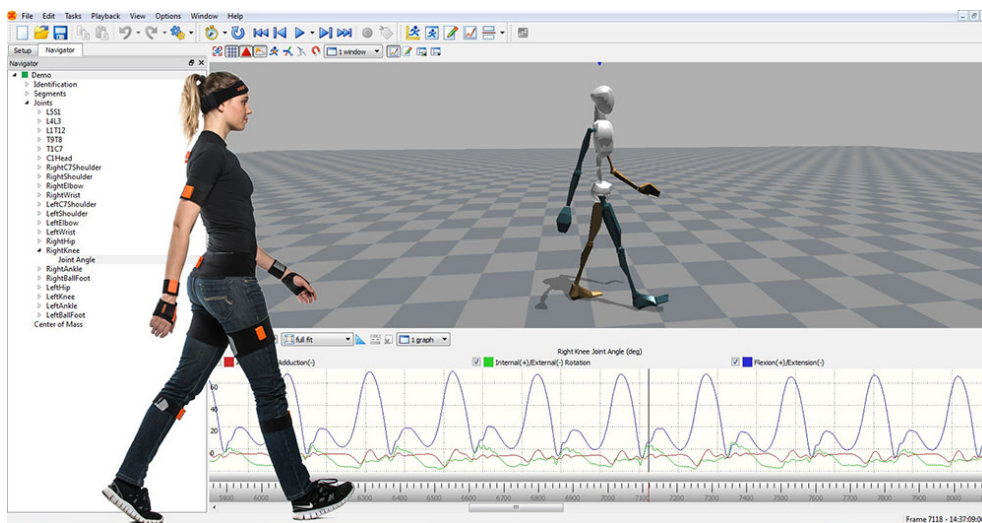 File Edit Tasks Playback View Options Window Help
1 window
Setup Navigator
Navigator
Demo
Identification
Segments
Joints
L5S1
L4L3
L1T12
T9T8
T1C7
C1Head
RightC7Shoulder
RightShoulder
RightElbow
RightWrist
LeftC7Shoulder
LeftShoulder
LeftElbow
LeftWrist
RightHip
RightKnee
Joint Angle
RightAnkle
RightBallFoot
LeftHip
LeftKnee
LeftAnkle
LeftBallFoot
Center of Mass
full fit 1 graph
Right Knee Joint Angle (deg)
Adduction(-) Internal(+)/External(-) Rotation Flexion(+)/Extension(-)
60
40
20
0
5900 6000 6300 6400 6500 6600 6700 6800 6900 7000 7100 7200 7300 7400 7500 7600 7700 7800 7900 8000
Frame 7118 - 14:37:09:00